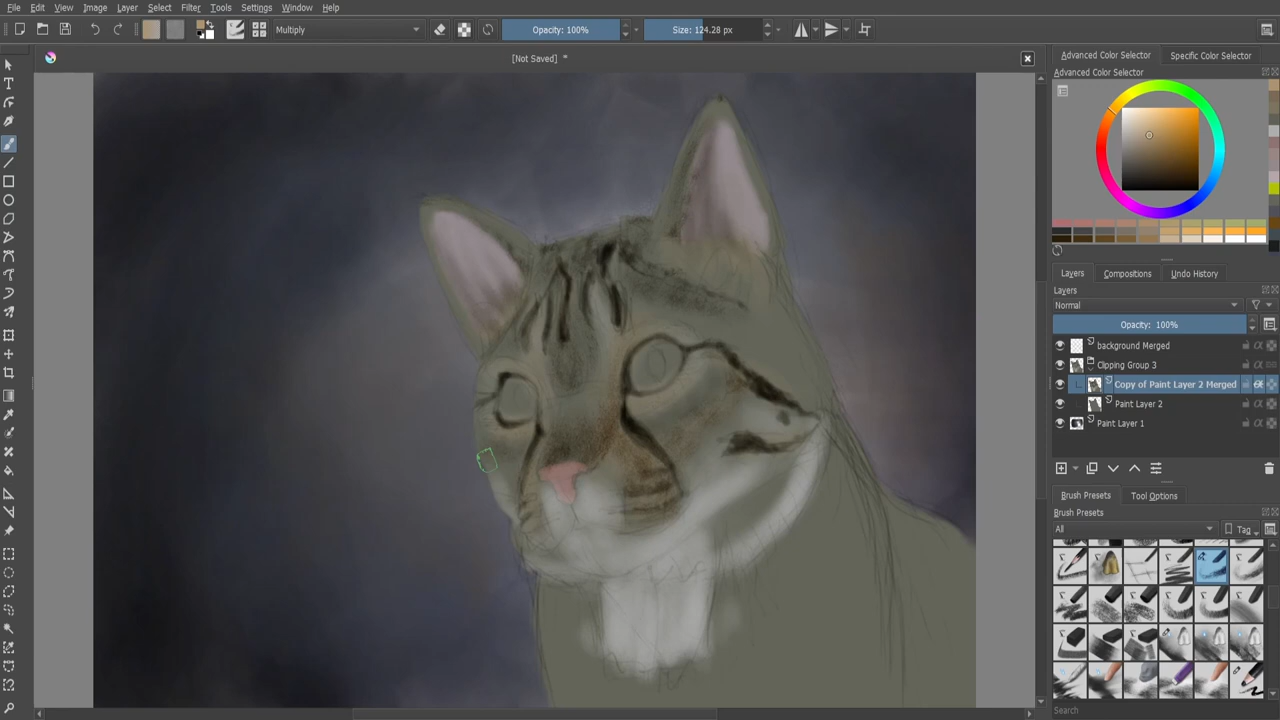 File Edit View Image Layer Select Filter Tools Settings Window Help
Multiply Opacity: 100% Size: 124.28 px
[Not Saved] *
Advanced Color Selector Specific Color Selector
Advanced Color Selector
Layers Compositions Undo History
Layers
Normal
Opacity: 100%
background Merged
Clipping Group 3
Copy of Paint Layer 2 Merged
Paint Layer 2
Paint Layer 1
Brush Presets Tool Options
Brush Presets
All Tag
Search